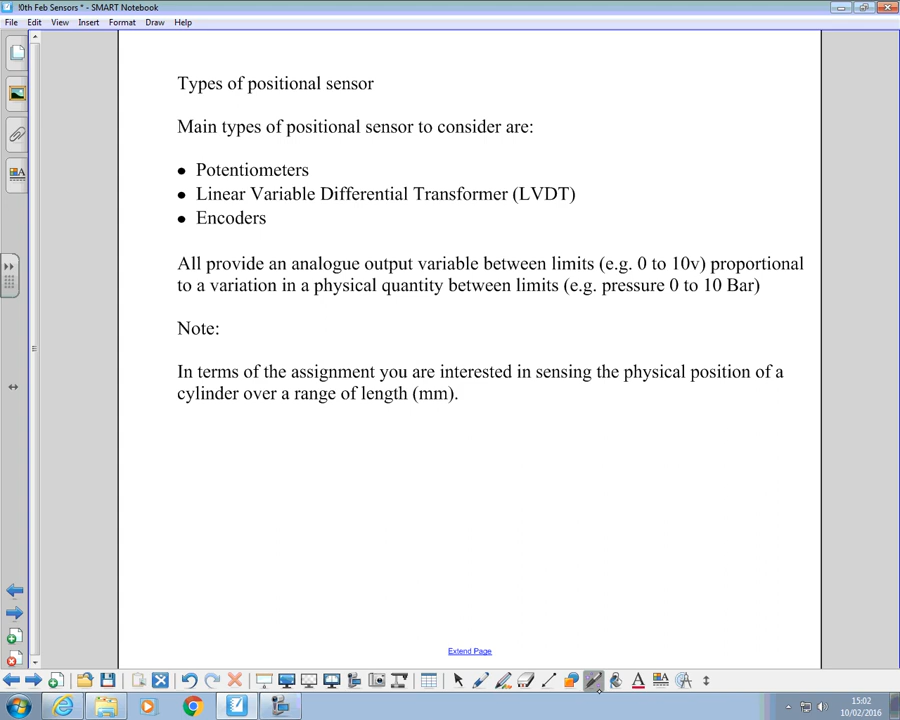 !0th Feb Sensors * - SMART Notebook
File Edit View Insert Format Draw Help
Types of positional sensor
Main types of positional sensor to consider are:
• Potentiometers
• Linear Variable Differential Transformer (LVDT)
• Encoders
All provide an analogue output variable between limits (e.g. 0 to 10v) proportional
to a variation in a physical quantity between limits (e.g. pressure 0 to 10 Bar)
Note:
In terms of the assignment you are interested in sensing the physical position of a
cylinder over a range of length (mm).
Extend Page
15:02
10/02/2016